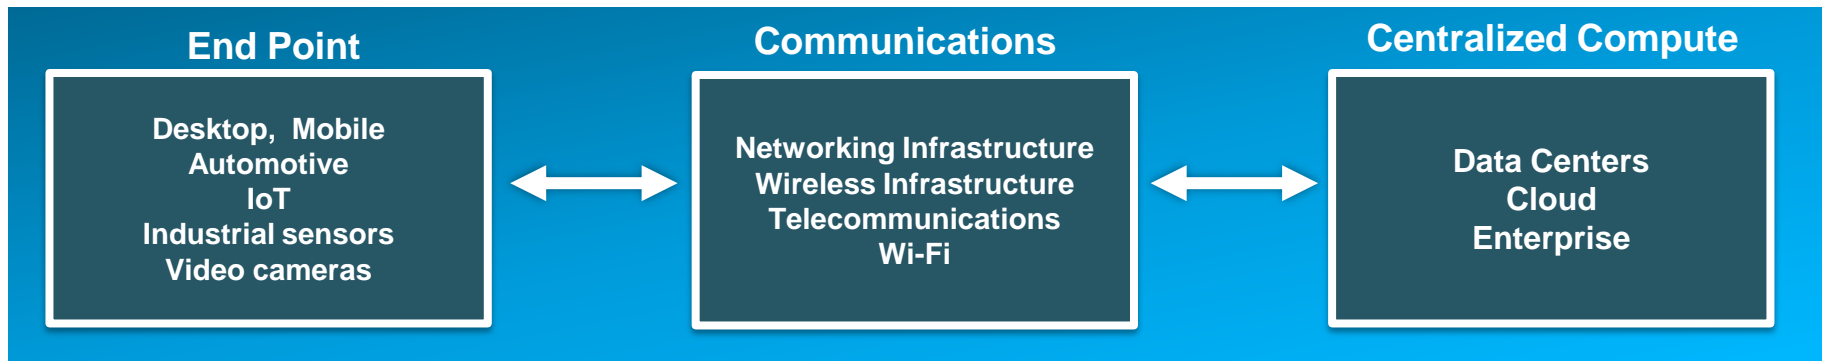 End Point
Desktop,  Mobile
Automotive
IoT
Industrial sensors
Video cameras
Communications
Networking Infrastructure
Wireless Infrastructure
Telecommunications
Wi-Fi
Centralized Compute
Data Centers
Cloud
Enterprise